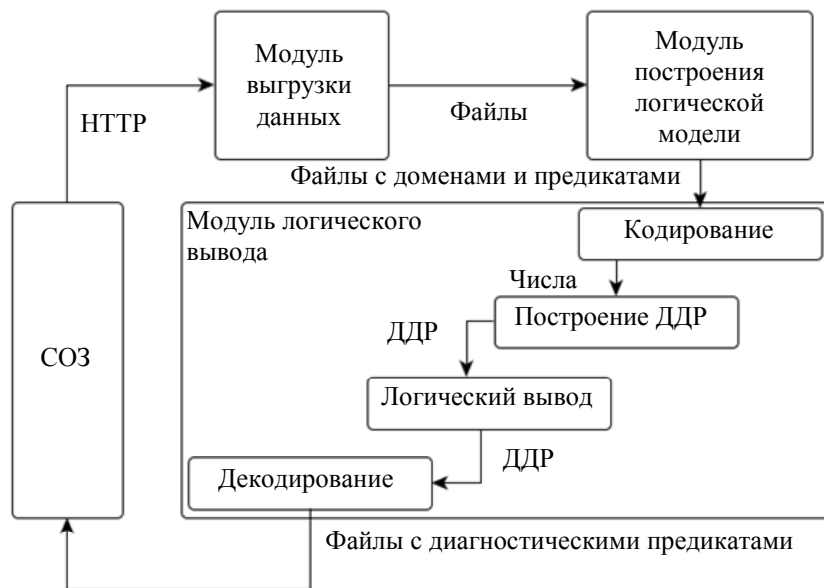 Модуль
выгрузки
данных
Модуль
построения
логической
модели
HTTP
Файлы
Файлы с доменами и предикатами
СОЗ
Модуль логического
вывода
Кодирование
Числа
Построение ДДР
ДДР
Логический вывод
ДДР
Декодирование
Файлы с диагностическими предикатами